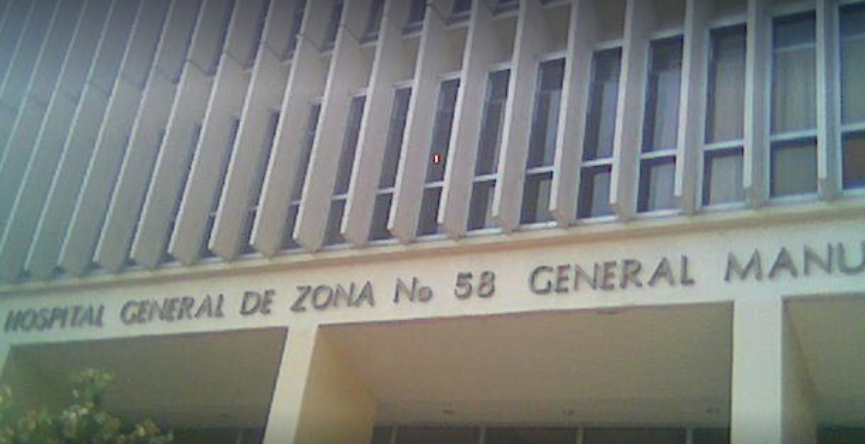 HOSPITAL GENERAL DE ZONA No 58 GENERAL MANU